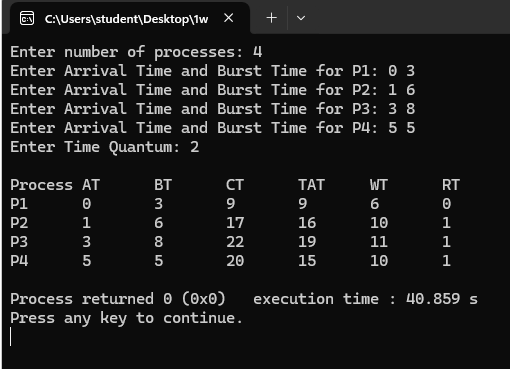 C:\Users\student\Desktop\1w
Enter number of processes: 4
Enter Arrival Time and Burst Time for P1: 0 3
Enter Arrival Time and Burst Time for P2: 1 6
Enter Arrival Time and Burst Time for P3: 3 8
Enter Arrival Time and Burst Time for P4: 5 5
Enter Time Quantum: 2
Process AT BT CT TAT WT RT
P1 0 3 9 9 6 0
P2 1 6 17 16 10 1
P3 3 8 22 19 11 1
P4 5 5 20 15 10 1
Process returned 0 (0x0) execution time : 40.859 s
Press any key to continue.